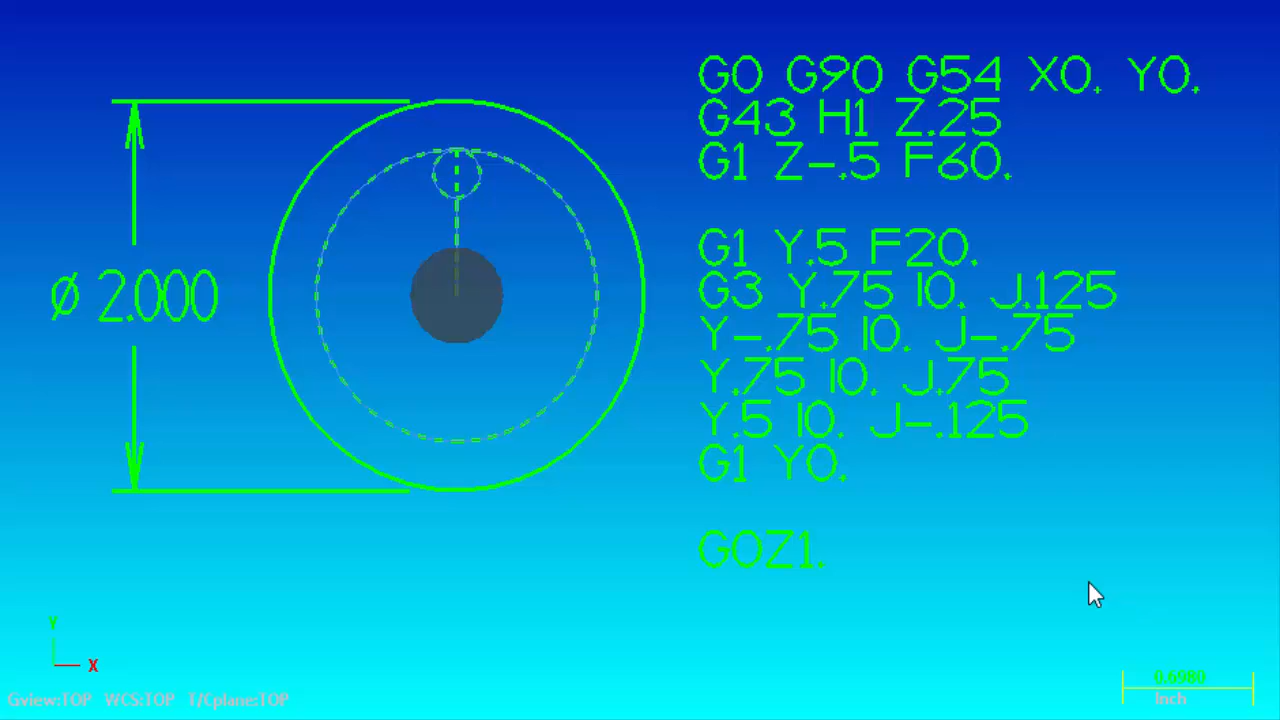 G0 G90 G54 X0. Y0.
G43 H1 Z.25
G1 Z-.5 F60.
G1 Y.5 F20.
G3 Y.75 I0. J.125
Y-.75 I0. J-.75
Y.75 I0. J.75
Y.5 I0. J-.125
G1 Y0.
G0Z1.
Ø 2.000
Y
X
0.6980
Inch
Gview:TOP WCS:TOP T/Cplane:TOP